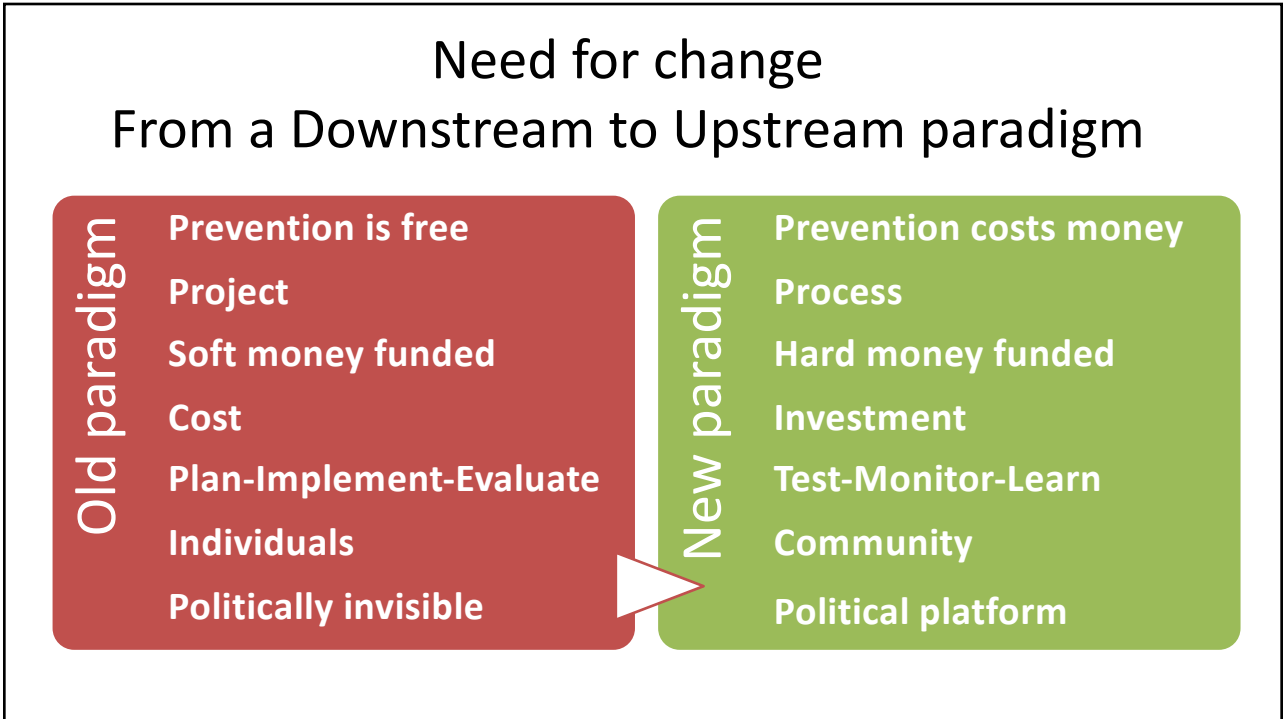 Need for change
From a Downstream to Upstream paradigm
Old paradigm
Prevention is free
Project
Soft money funded
Cost
Plan-Implement-Evaluate
Individuals
Politically invisible
New paradigm
Prevention costs money
Process
Hard money funded
Investment
Test-Monitor-Learn
Community
Political platform